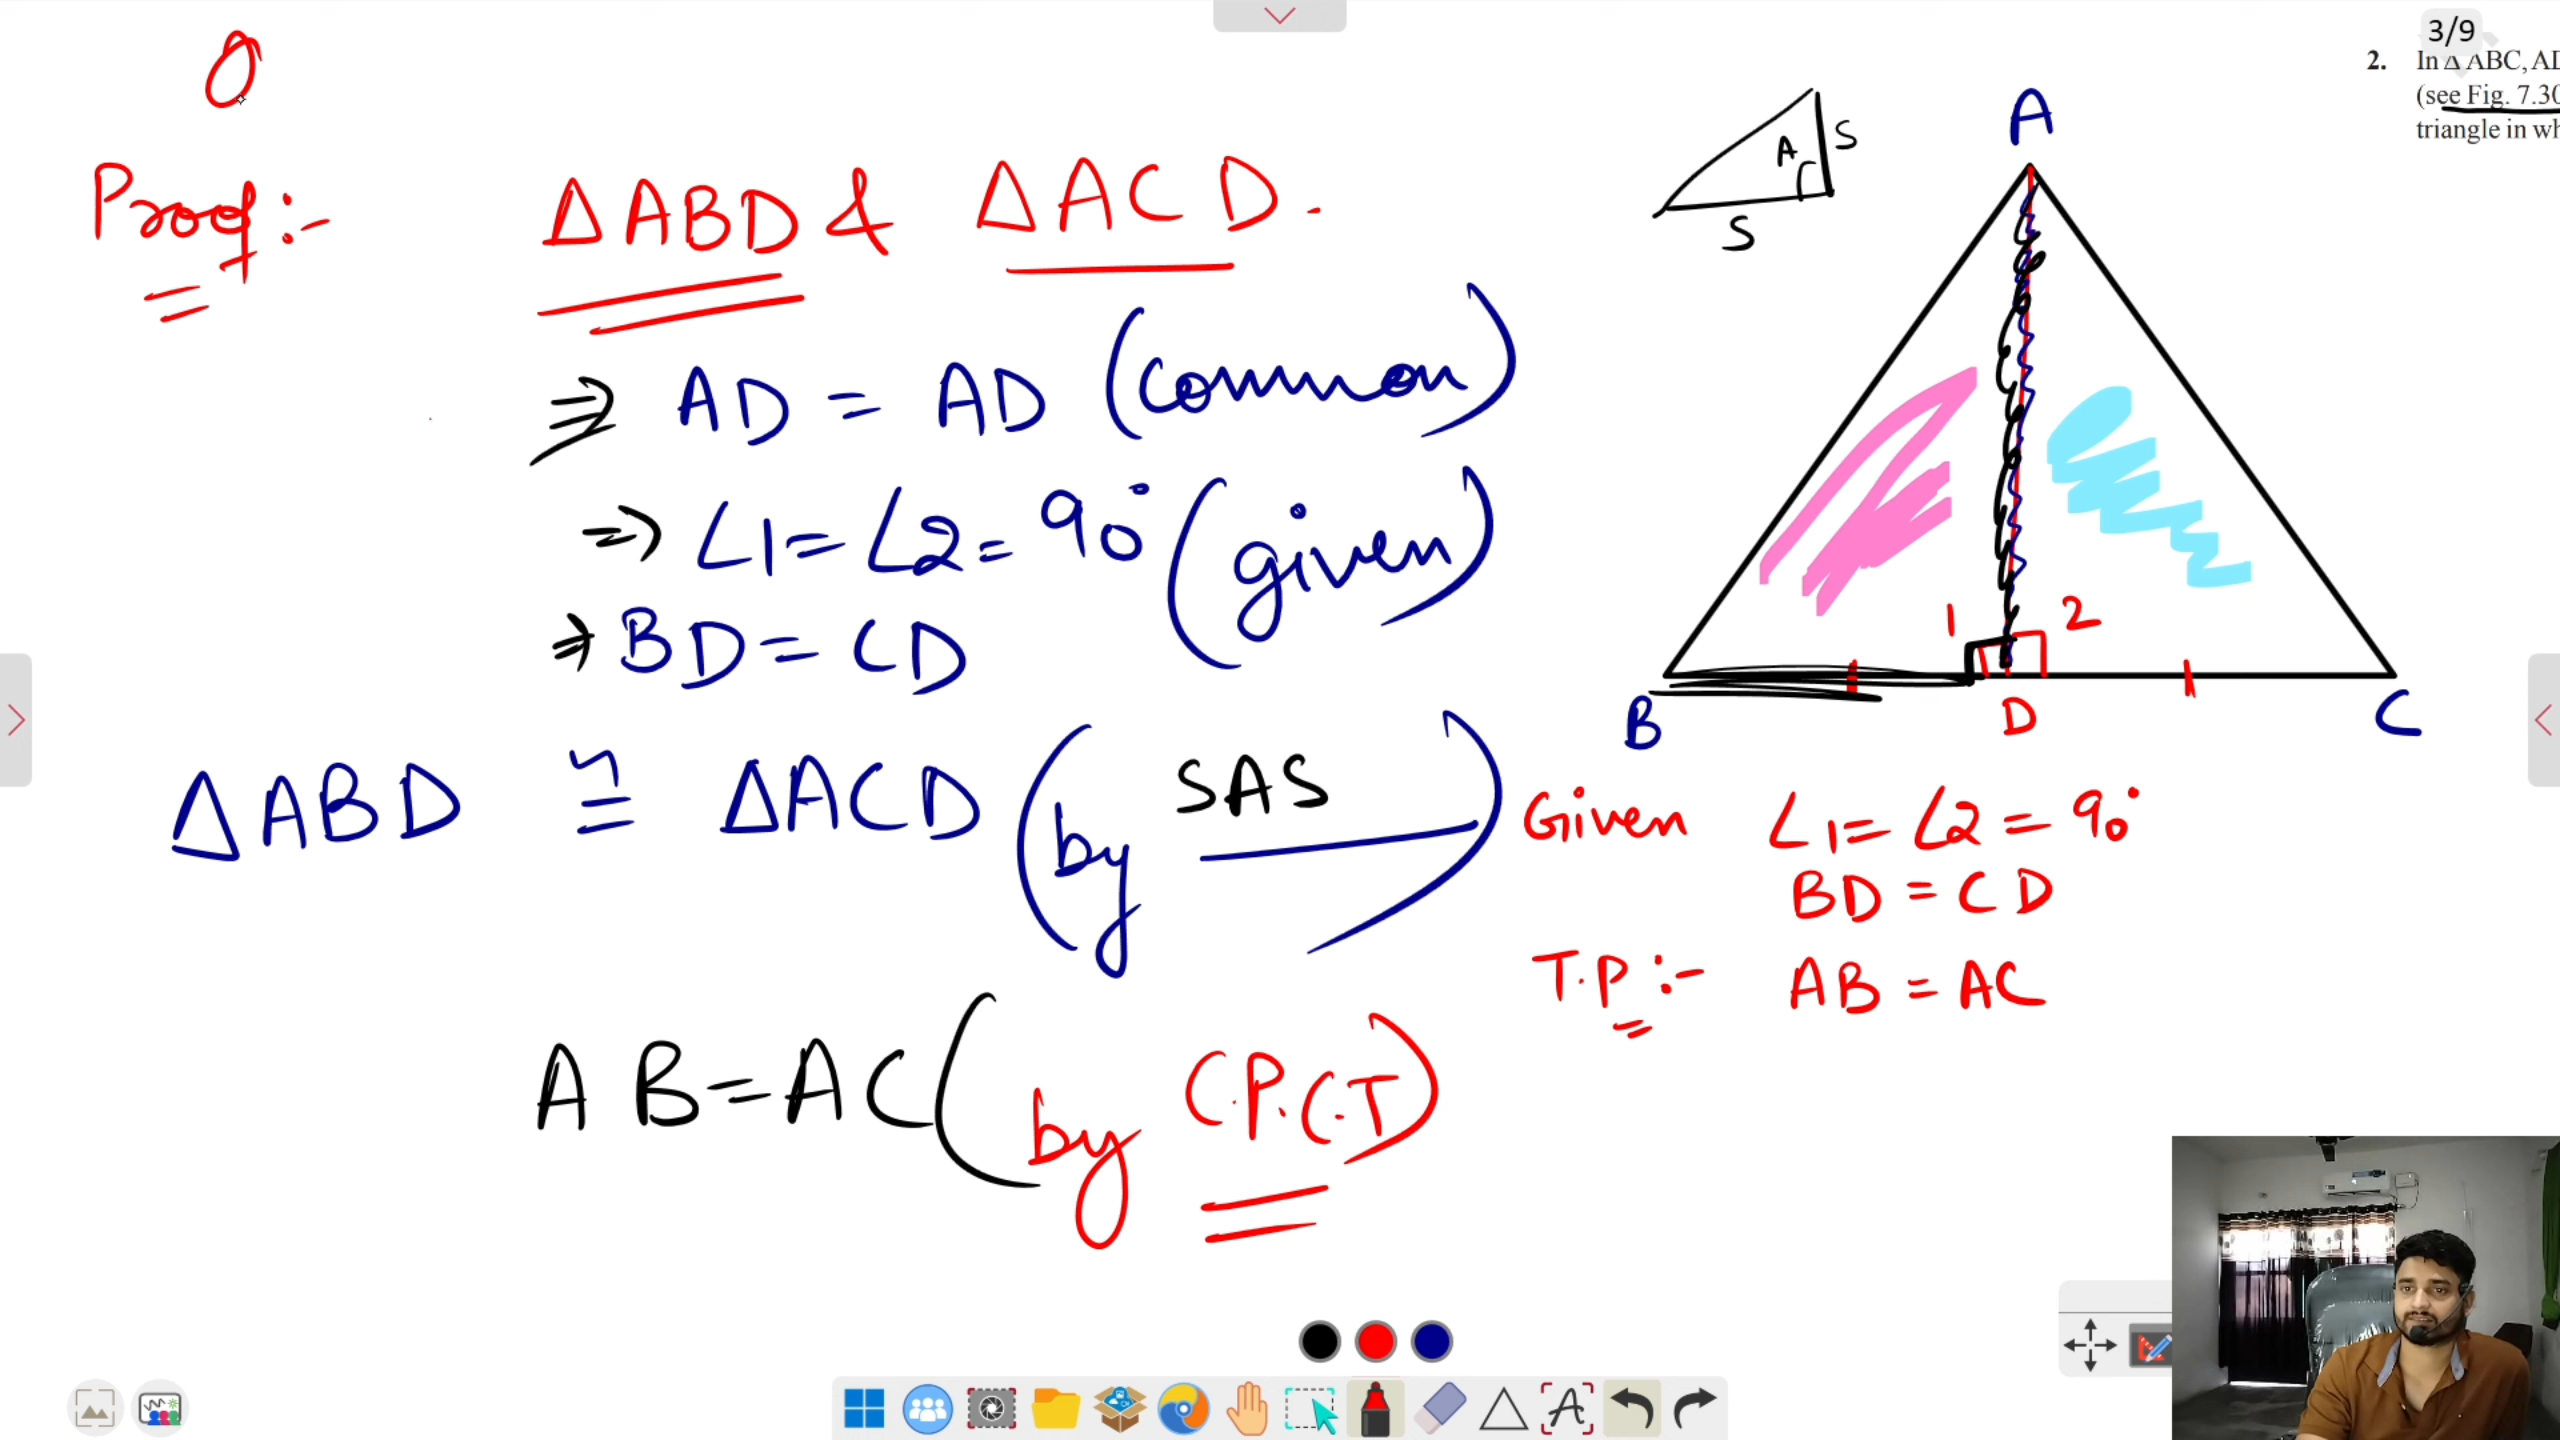 3/9
2. In Δ ABC, AD
(see Fig. 7.30
triangle in wh
Proof:-
ΔABD & ΔACD.
⇒ AD = AD (common)
⇒ ∠1 = ∠2 = 90° (given)
⇒ BD = CD
ΔABD ≅ ΔACD (by SAS)
AB = AC (by C.P.C.T)
A
S
S
A
1
2
B
D
C
Given ∠1 = ∠2 = 90°
BD = CD
T.P :- AB = AC